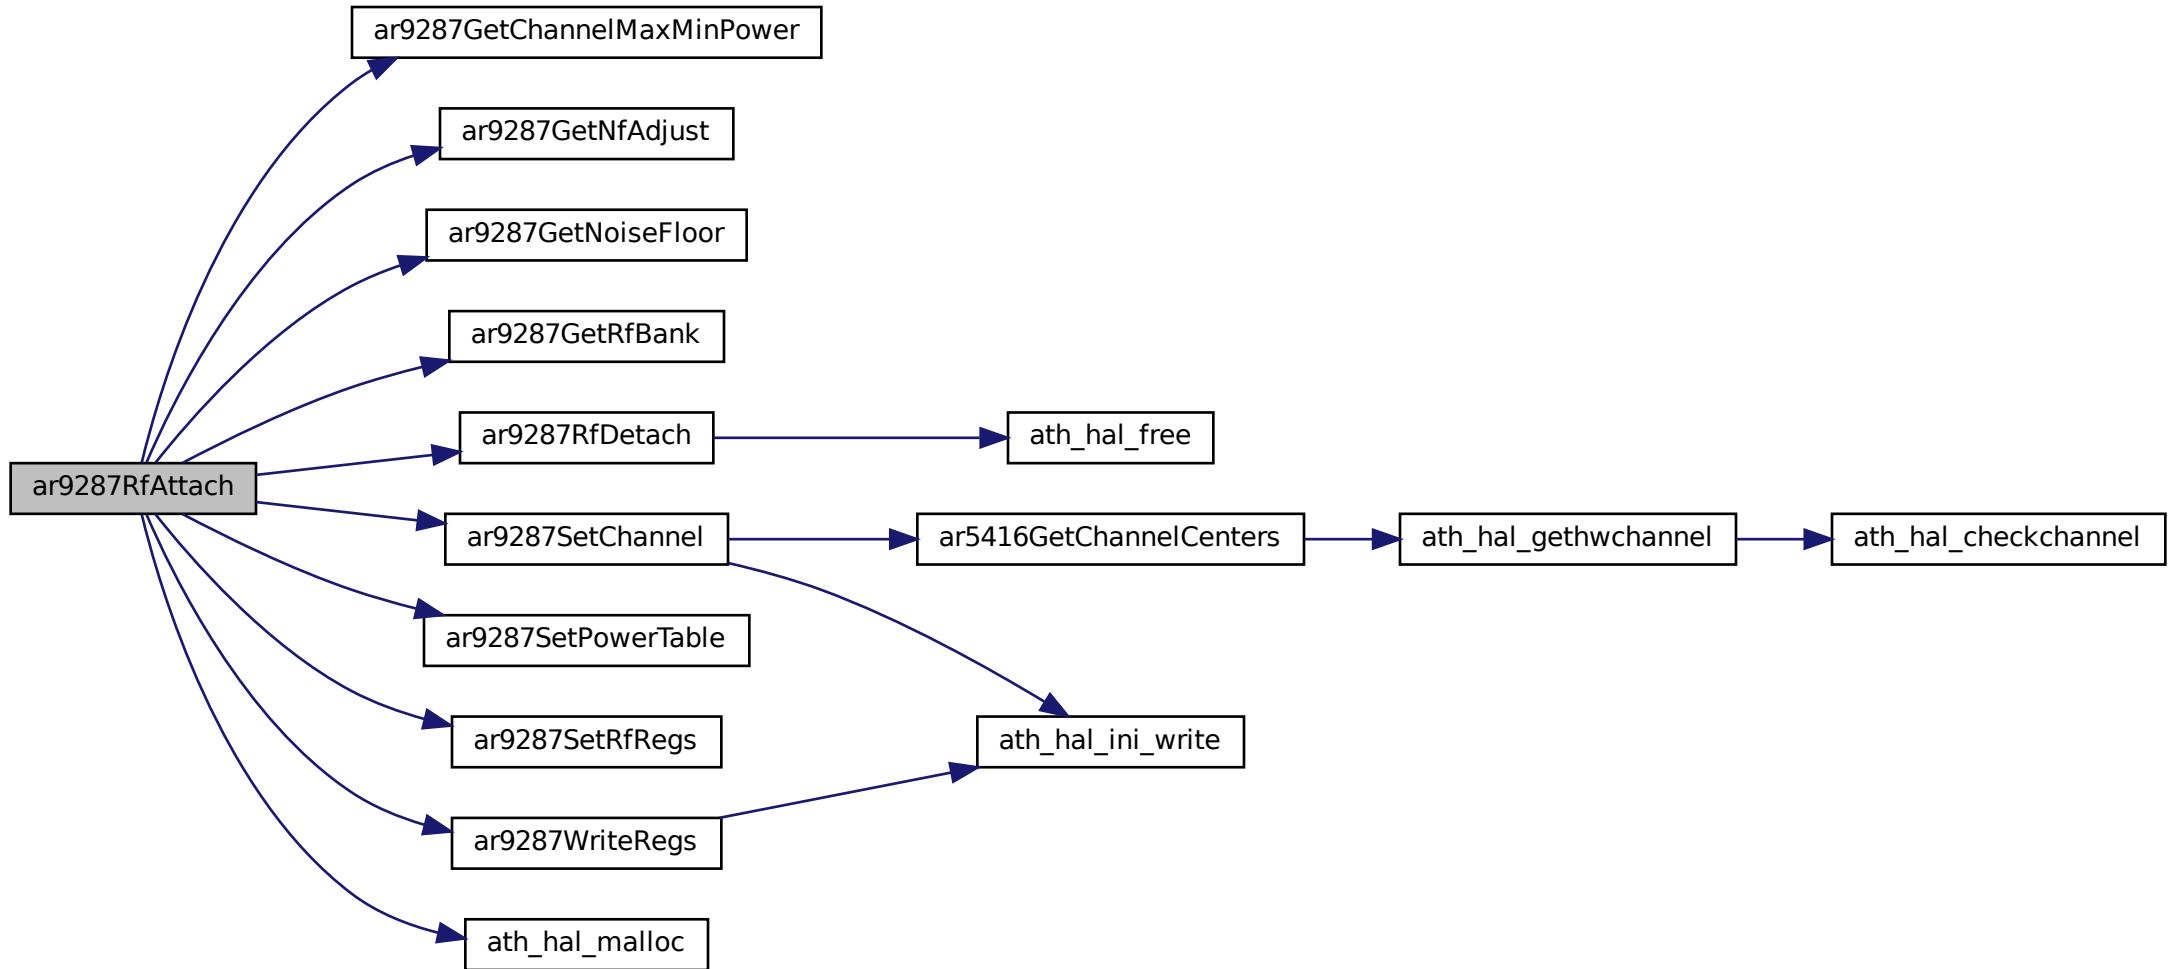 ar9287GetChannelMaxMinPower
ar9287GetNfAdjust
ar9287GetNoiseFloor
ar9287GetRfBank
ar9287RfDetach
ath_hal_free
ar9287RfAttach
ar9287SetChannel
ar5416GetChannelCenters
ath_hal_gethwchannel
ath_hal_checkchannel
ar9287SetPowerTable
ar9287SetRfRegs
ath_hal_ini_write
ar9287WriteRegs
ath_hal_malloc